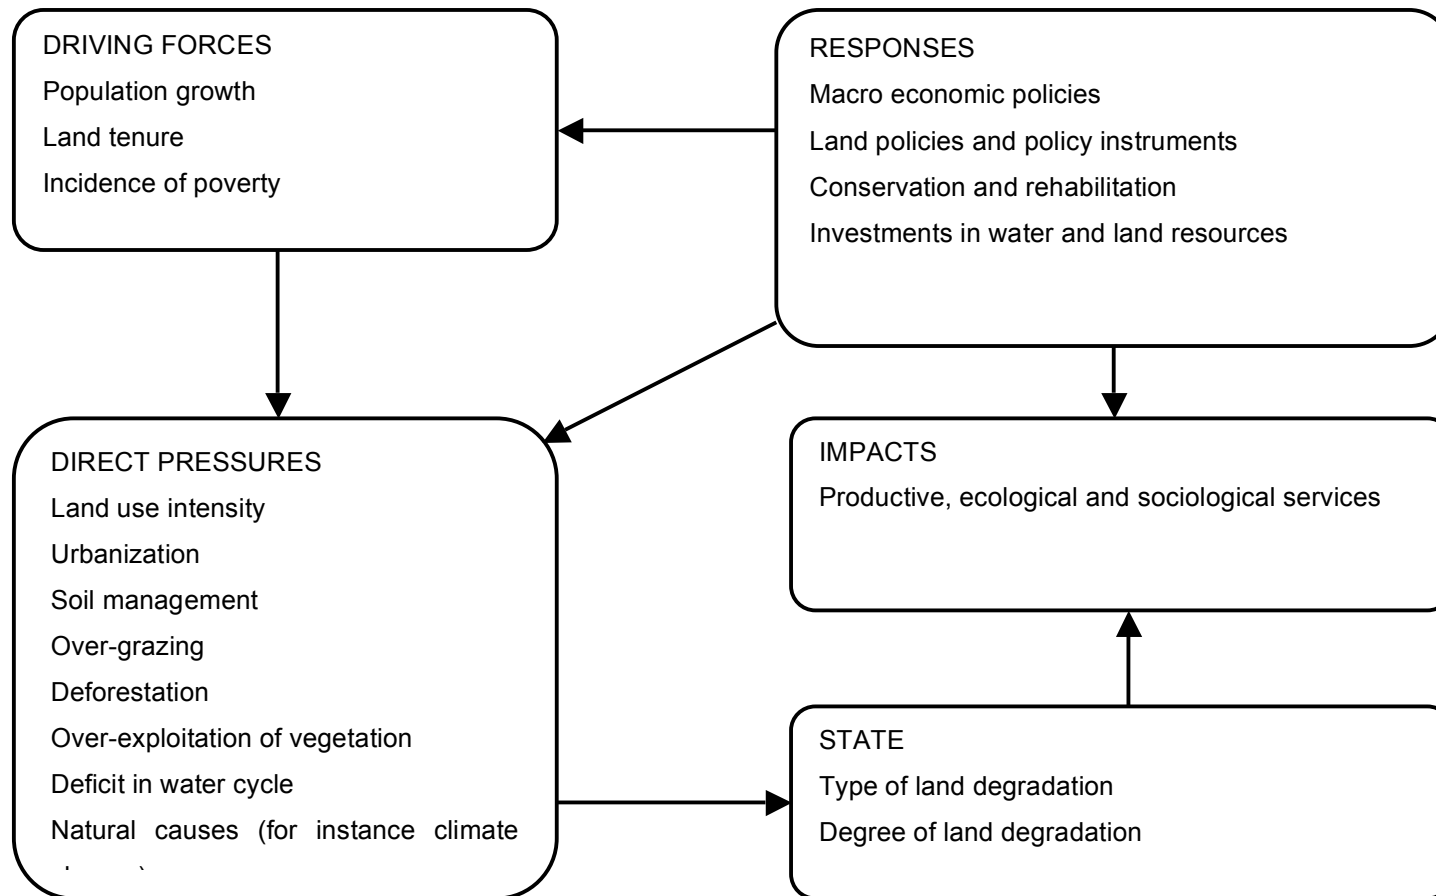 DRIVING FORCES
Population growth
Land tenure
Incidence of poverty
RESPONSES
Macro economic policies
Land policies and policy instruments
Conservation and rehabilitation
Investments in water and land resources
DIRECT PRESSURES
Land use intensity
Urbanization
Soil management
Over-grazing
Deforestation
Over-exploitation of vegetation
Deficit in water cycle
Natural causes (for instance climate
IMPACTS
Productive, ecological and sociological services
STATE
Type of land degradation
Degree of land degradation